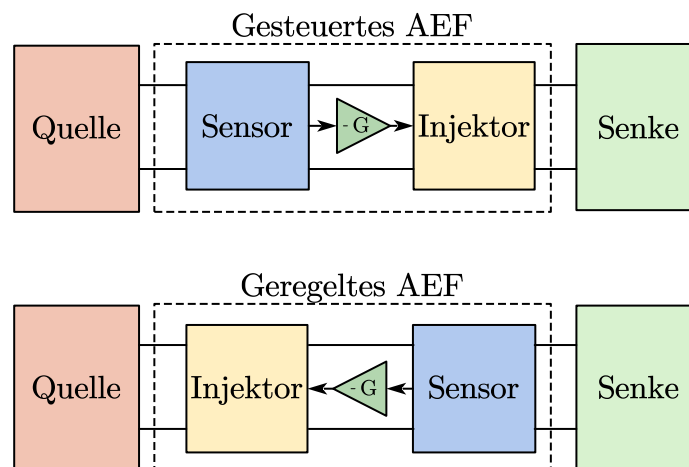 Gesteuertes AEF
Quelle
Sensor
- G
Injektor
Senke
Geregeltes AEF
Quelle
Injektor
- G
Sensor
Senke